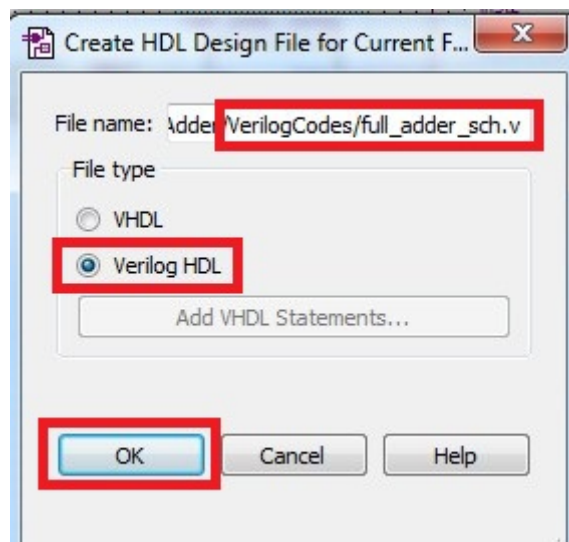 Create HDL Design File for Current F...
File name: Adder/VerilogCodes/full_adder_sch.v
File type
VHDL
Verilog HDL
Add VHDL Statements...
OK Cancel Help